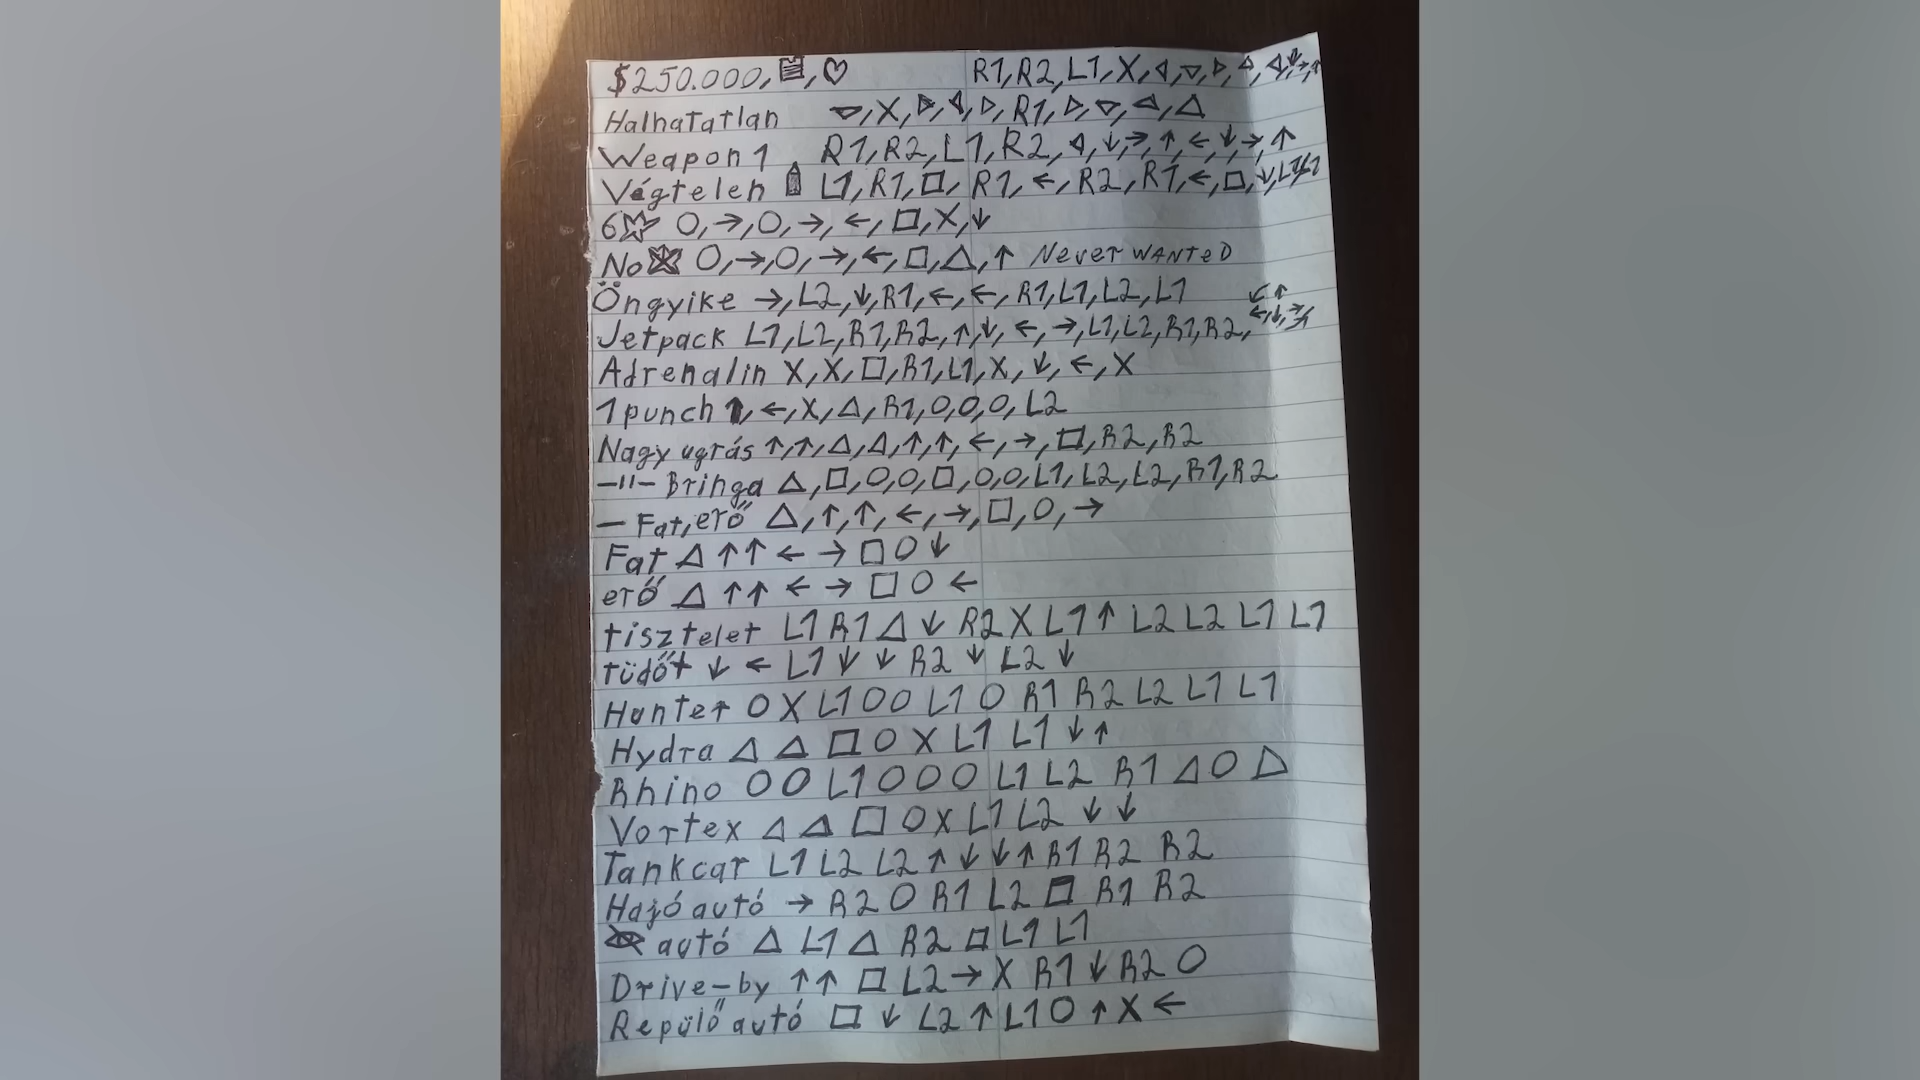 $250.000, , ♡ R1, R2, L1, X, ◁, ▽, ▷, △, ◁, ↓, →, ↑
Halhatatlan ▽, X, ▷, ◁, ▷, R1, ▷, ▽, ◁, △
Weapon 1 R1, R2, L1, R2, ◁, ↓, →, ↑, ←, ↓, →, ↑
Végtelen L1, R1, □, R1, ←, R2, R1, ←, □, ↓, L1, L1
6☆ O, →, O, →, ←, □, X, ↓
No☆ O, →, O, →, ←, □, △, ↑ Never WANTED
Öngyike →, L2, ↓, R1, ←, ←, R1, L1, L2, L1
Jetpack L1, L2, R1, R2, ↑, ↓, ←, →, L1, L2, R1, R2,
Adrenalin X, X, □, R1, L1, X, ↓, ←, X
1 punch ↑, ←, X, △, R1, O, O, O, L2
Nagy ugrás ↑, ↑, △, △, ↑, ↑, ←, →, □, R2, R2
-"- Bringa △, □, O, O, □, O, O, L1, L2, L2, R1, R2
- Fat, erő △, ↑, ↑, ←, →, □, O, →
Fat △ ↑ ↑ ← → □ O ↓
erő △ ↑ ↑ ← → □ O ←
tisztelet L1 R1 △ ↓ R2 X L1 ↑ L2 L2 L1 L1
tüdőt ↓ ← L1 ↓ ↓ R2 ↓ L2 ↓
Hunter O X L1 O O L1 O R1 R2 L2 L1 L1
Hydra △ △ □ O X L1 L1 ↓ ↑
Rhino O O L1 O O O L1 L2 R1 △ O △
Vortex △ △ □ O X L1 L2 ↓ ↓
Tankcar L1 L2 L2 ↑ ↓ ↓ ↑ R1 R2 R2
Hajó autó → R2 O R1 L2 □ R1 R2
autó △ L1 △ R2 □ L1 L1
Drive-by ↑ ↑ □ L2 → X R1 ↓ R2 O
Repülő autó □ ↓ L2 ↑ L1 O ↑ X ←